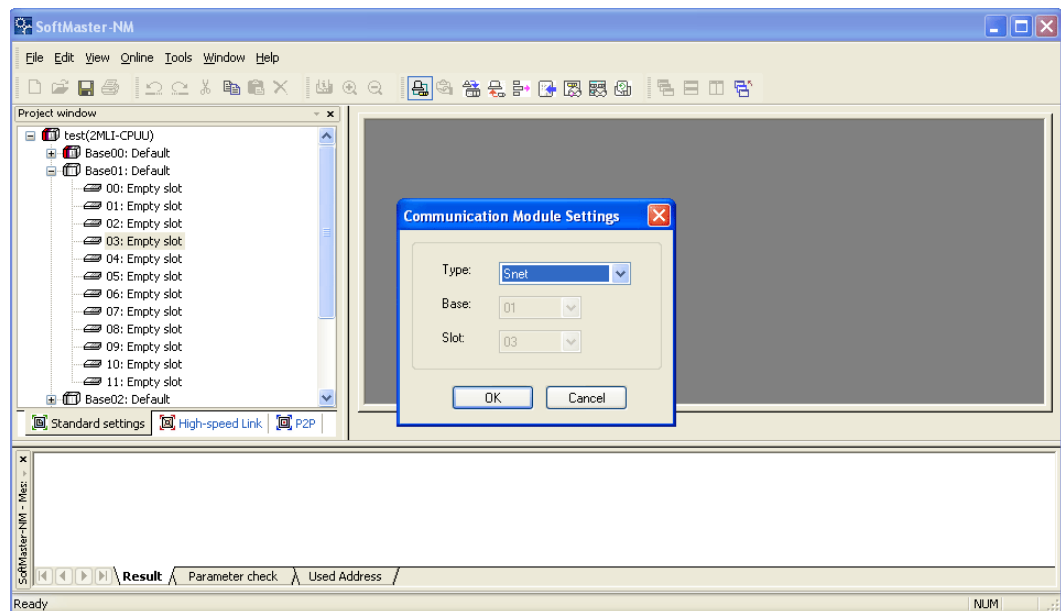 SoftMaster-NM
File Edit View Online Tools Window Help
Project window
test(2MLI-CPUU)
Base00: Default
Base01: Default
00: Empty slot
01: Empty slot
02: Empty slot
03: Empty slot
04: Empty slot
05: Empty slot
06: Empty slot
07: Empty slot
08: Empty slot
09: Empty slot
10: Empty slot
11: Empty slot
Base02: Default
Standard settings High-speed Link P2P
Communication Module Settings
Type: Snet
Base: 01
Slot: 03
OK Cancel
SoftMaster-NM - Mes:
Result Parameter check Used Address
Ready NUM